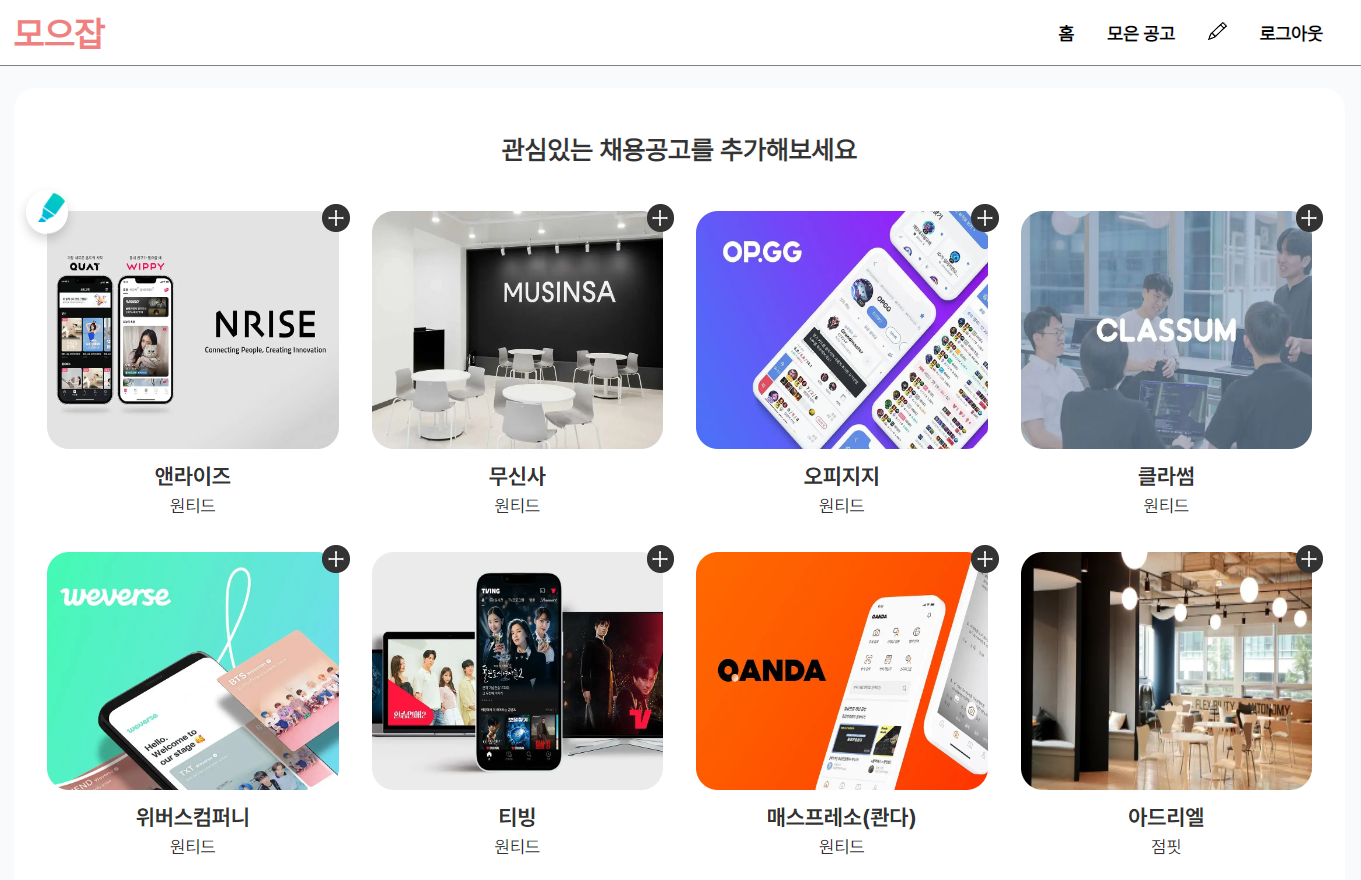 모으잡
홈 모은 공고 로그아웃
관심있는 채용공고를 추가해보세요
QUAT WIPPY
NRISE
Connecting People, Creating Innovation
MUSINSA
OP.GG
OPGG
CLASSUM
앤라이즈
원티드
무신사
원티드
오피지지
원티드
클라썸
원티드
weverse
BTS
weverse
Hello.
Welcome to
our stage
TXT
TVING
QANDA
QANDA
FLEXIBILITY AUTONOMY
위버스컴퍼니
원티드
티빙
원티드
매스프레소(콴다)
원티드
아드리엘
점핏